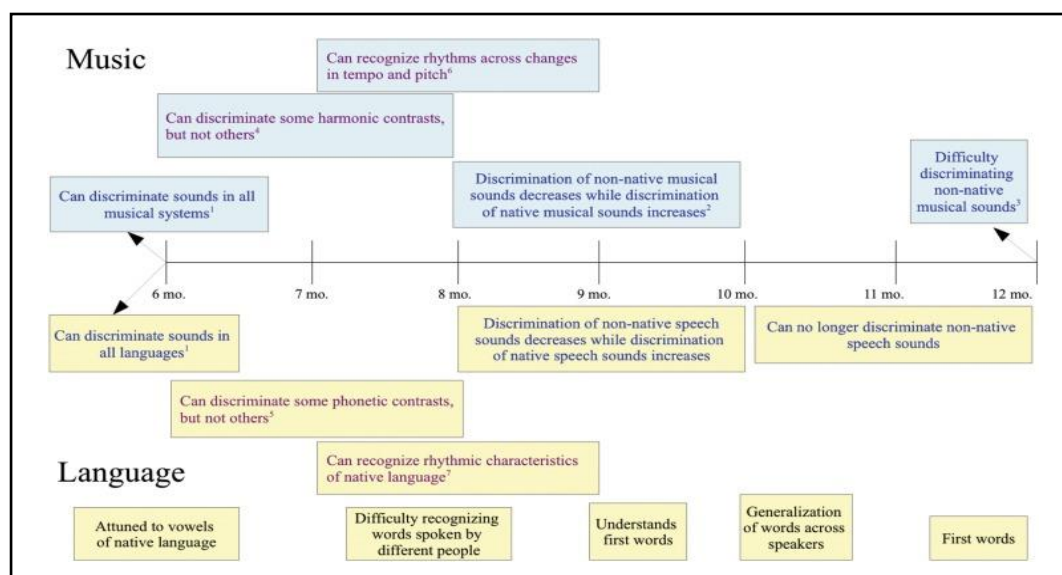 Music
Can recognize rhythms across changes
in tempo and pitch⁶
Can discriminate some harmonic contrasts,
but not others⁴
Can discriminate sounds in all
musical systems¹
Discrimination of non-native musical
sounds decreases while discrimination
of native musical sounds increases²
Difficulty
discriminating
non-native
musical sounds³
6 mo.
7 mo.
8 mo.
9 mo.
10 mo.
11 mo.
12 mo.
Can discriminate sounds in
all languages¹
Discrimination of non-native speech
sounds decreases while discrimination
of native speech sounds increases
Can no longer discriminate non-native
speech sounds
Can discriminate some phonetic contrasts,
but not others⁵
Can recognize rhythmic characteristics
of native language⁷
Language
Attuned to vowels
of native language
Difficulty recognizing
words spoken by
different people
Understands
first words
Generalization
of words across
speakers
First words